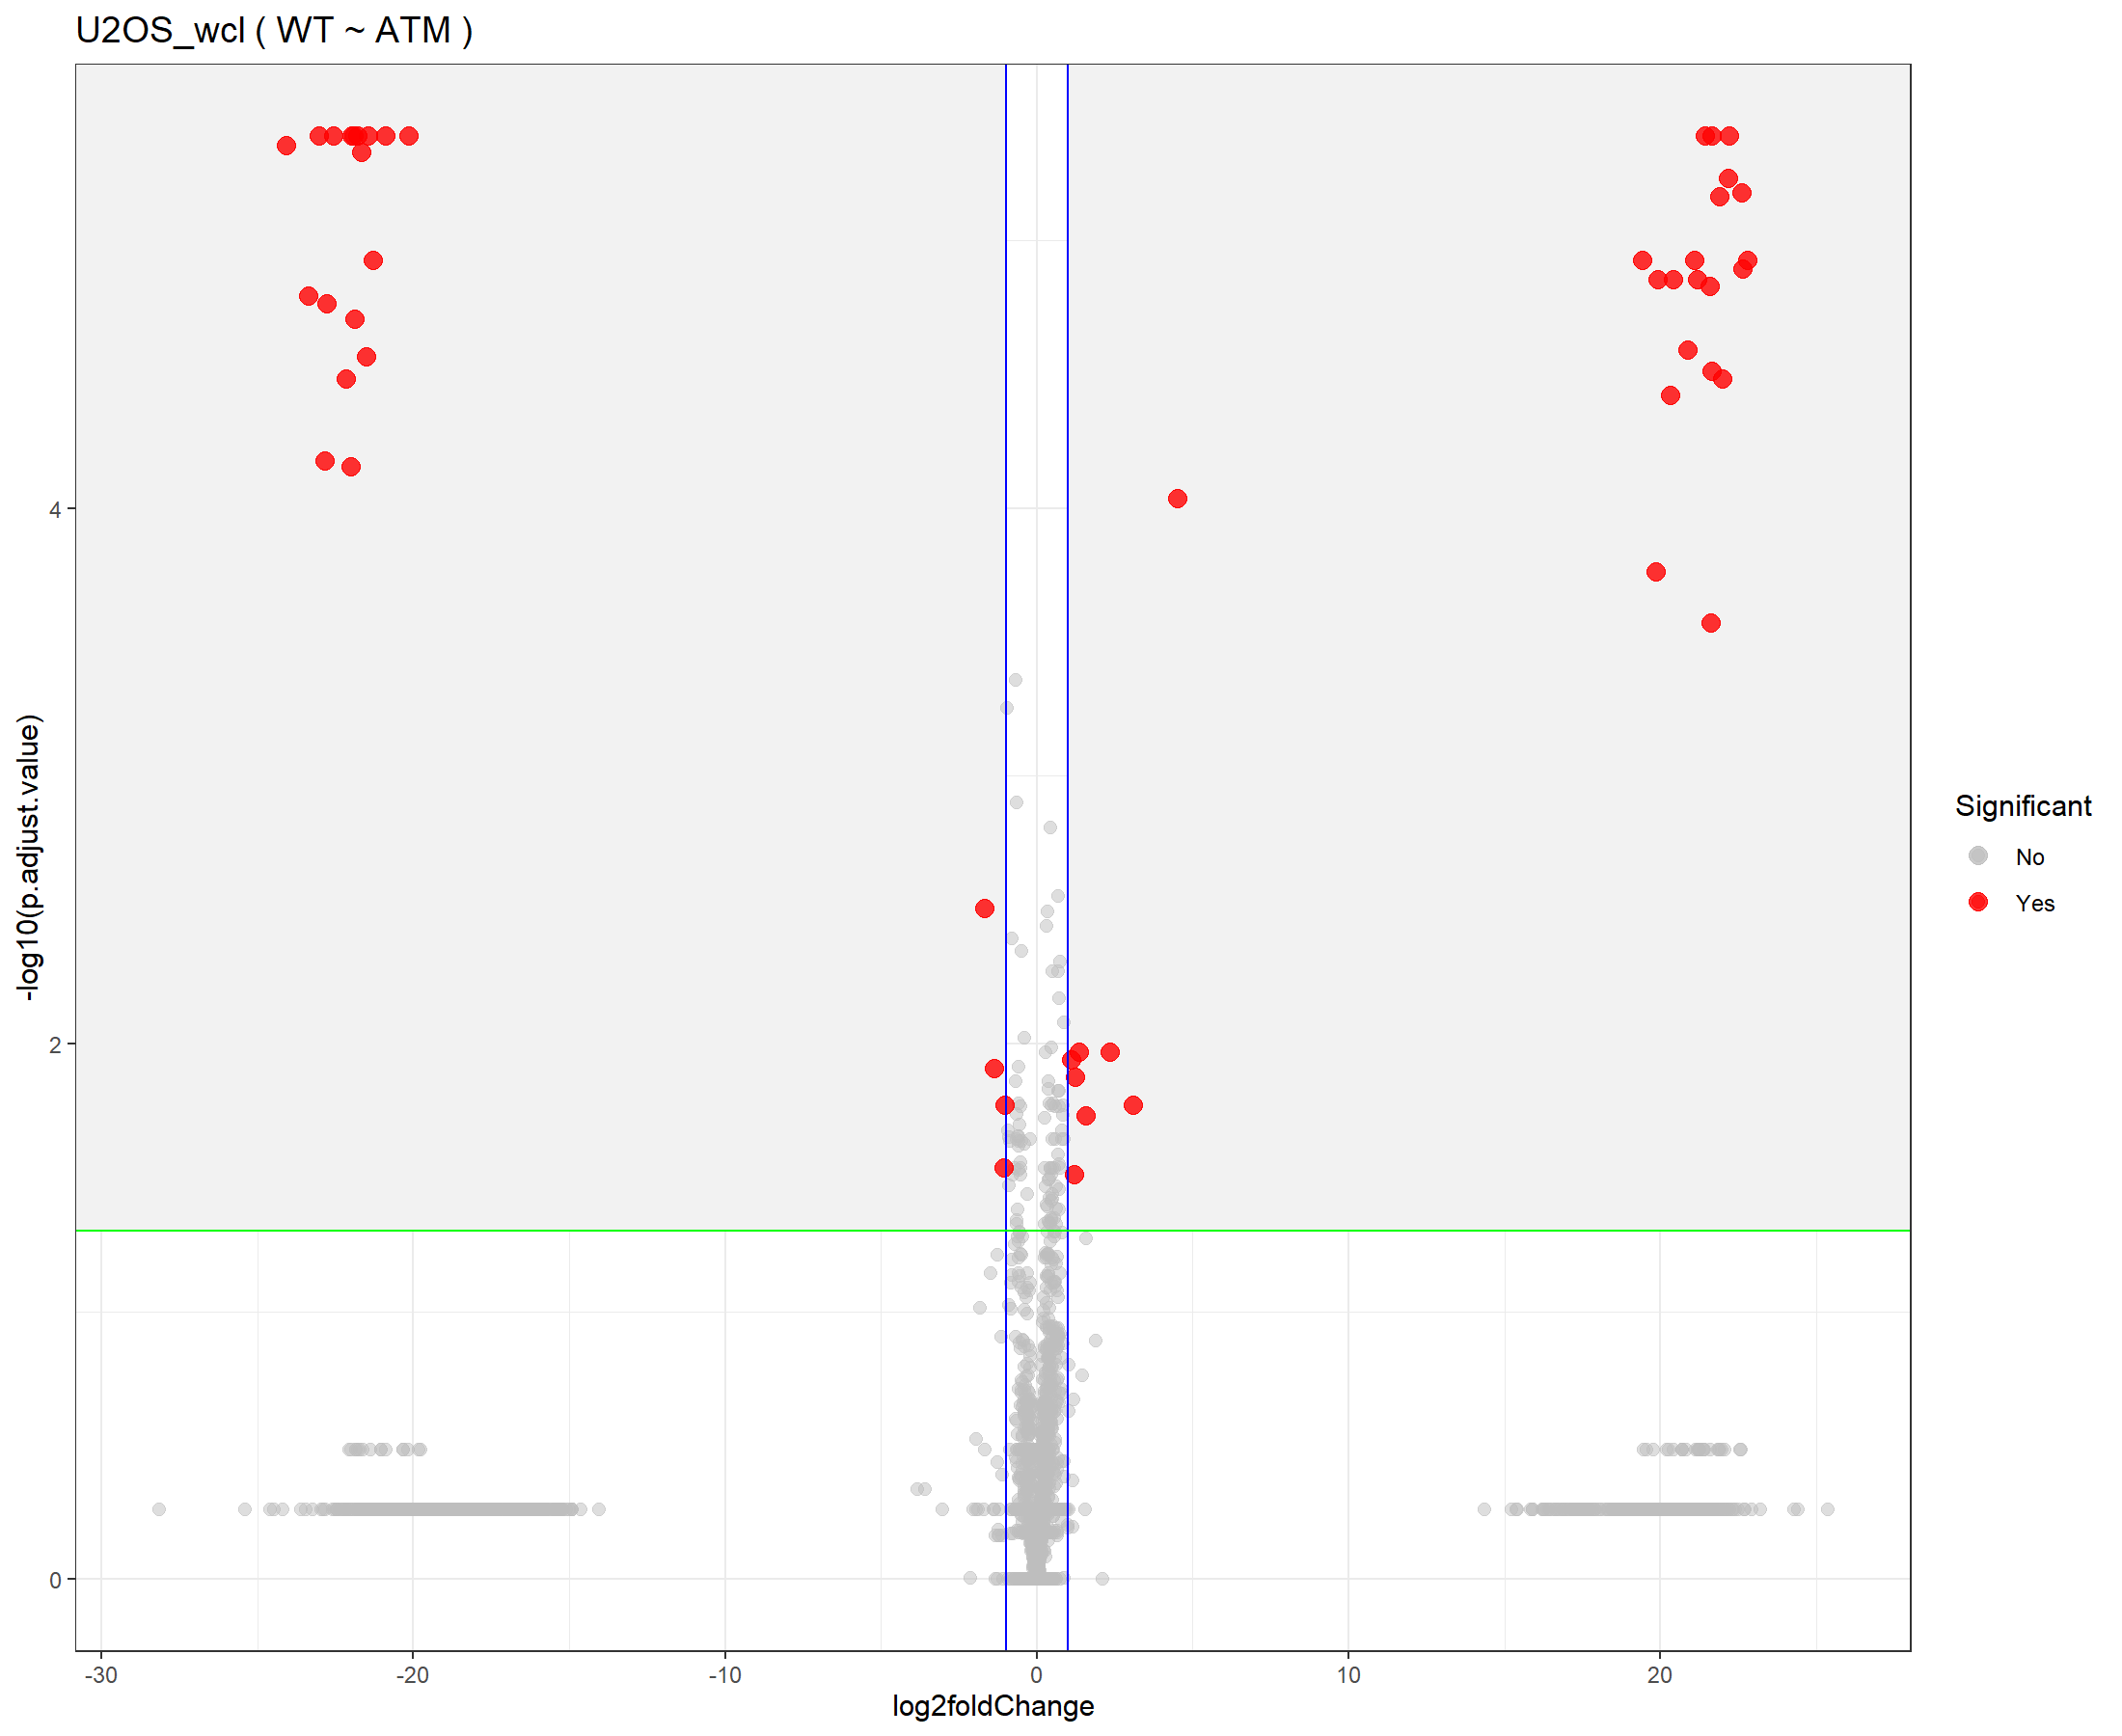 U2OS_wcl ( WT ~ ATM )
-log10(p.adjust.value)
4
2
0
-30
-20
-10
0
10
20
log2foldChange
Significant
No
Yes